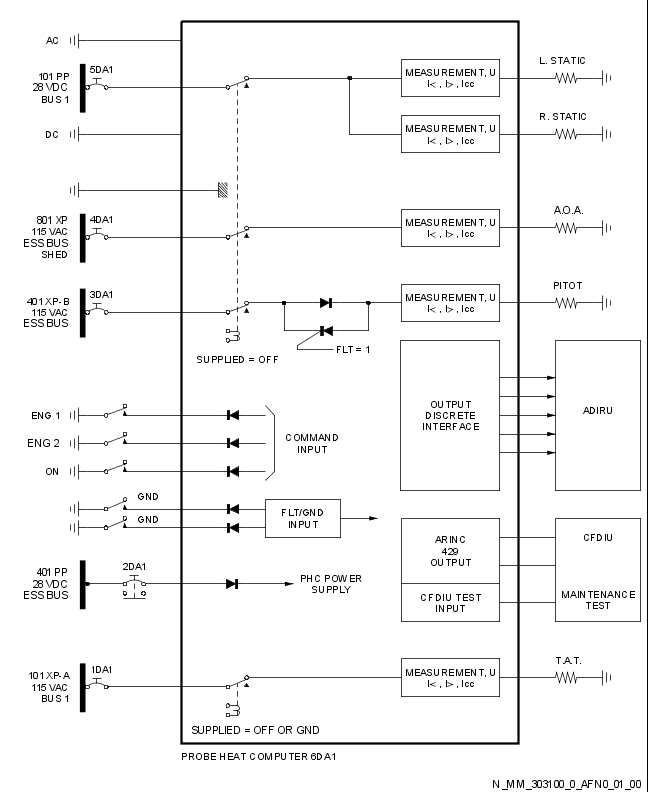 AC
101 PP
28 VDC
BUS 1
5DA1
MEASUREMENT, U
I<, I>, Icc
L. STATIC
DC
MEASUREMENT, U
I<, I>, Icc
R. STATIC
801 XP
115 VAC
ESS BUS
SHED
4DA1
MEASUREMENT, U
I<, I>, Icc
A.O.A.
401 XP-B
115 VAC
ESS BUS
3DA1
MEASUREMENT, U
I<, I>, Icc
PITOT
FLT = 1
SUPPLIED = OFF
OUTPUT
DISCRETE
INTERFACE
ADIRU
ENG 1
ENG 2
ON
COMMAND
INPUT
GND
GND
FLT/GND
INPUT
ARINC
429
OUTPUT
CFDIU
401 PP
28 VDC
ESS BUS
2DA1
PHC POWER
SUPPLY
CFDIU TEST
INPUT
MAINTENANCE
TEST
101 XP-A
115 VAC
BUS 1
1DA1
MEASUREMENT, U
I<, I>, Icc
T.A.T.
SUPPLIED = OFF OR GND
PROBE HEAT COMPUTER 6DA1
N_MM_303100_0_AFN0_01_00